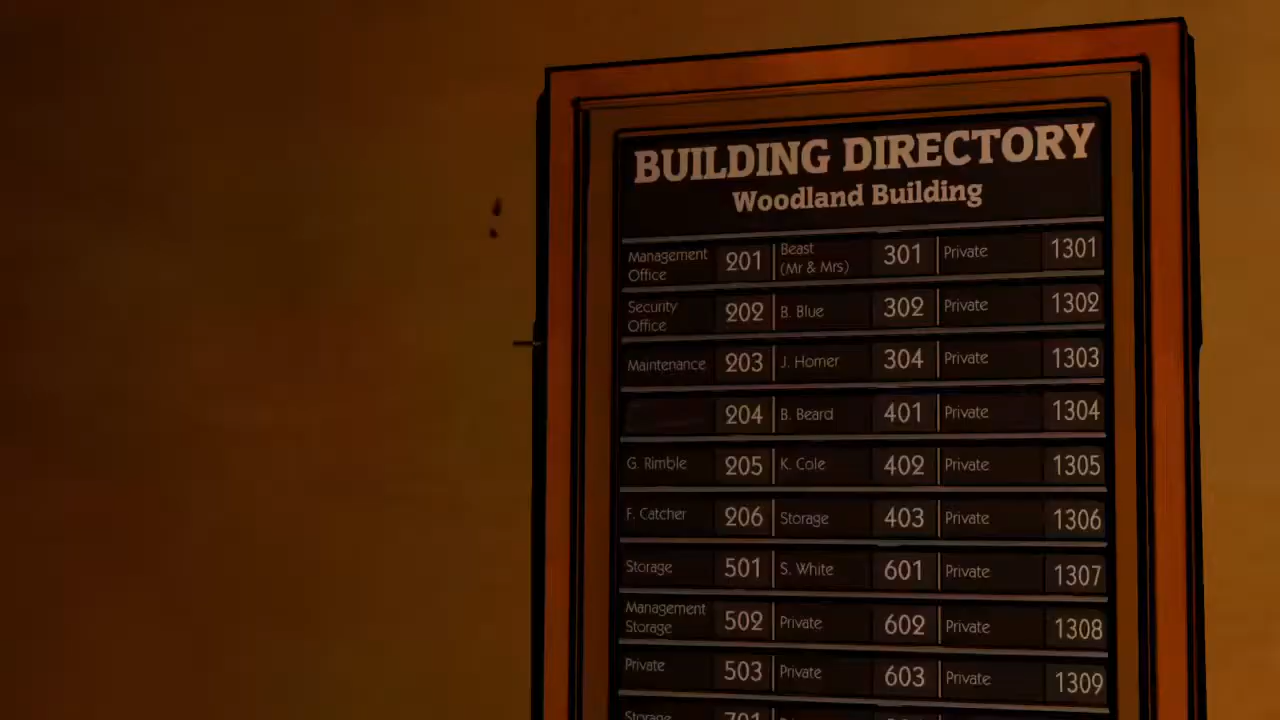 BUILDING DIRECTORY
Woodland Building
Management Office 201 Beast (Mr & Mrs) 301 Private 1301
Security Office 202 B. Blue 302 Private 1302
Maintenance 203 J. Horner 304 Private 1303
204 B. Beard 401 Private 1304
G. Rimble 205 K. Cole 402 Private 1305
F. Catcher 206 Storage 403 Private 1306
Storage 501 S. White 601 Private 1307
Management Storage 502 Private 602 Private 1308
Private 503 Private 603 Private 1309
Storage